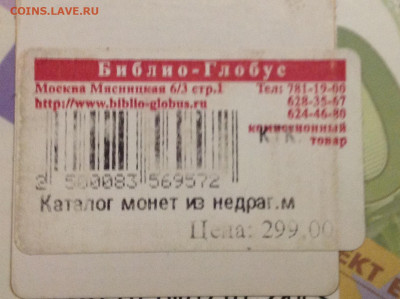 COINS.LAVE.RU
Библио-Глобус
Москва Мясницкая 6/3 стр.1 Тел: 781-19-00
http://www.biblio-globus.ru 628-35-67
624-46-80
комиссионный
товар
2 500083 569572
Каталог монет из недраг.м
Цена: 299.00